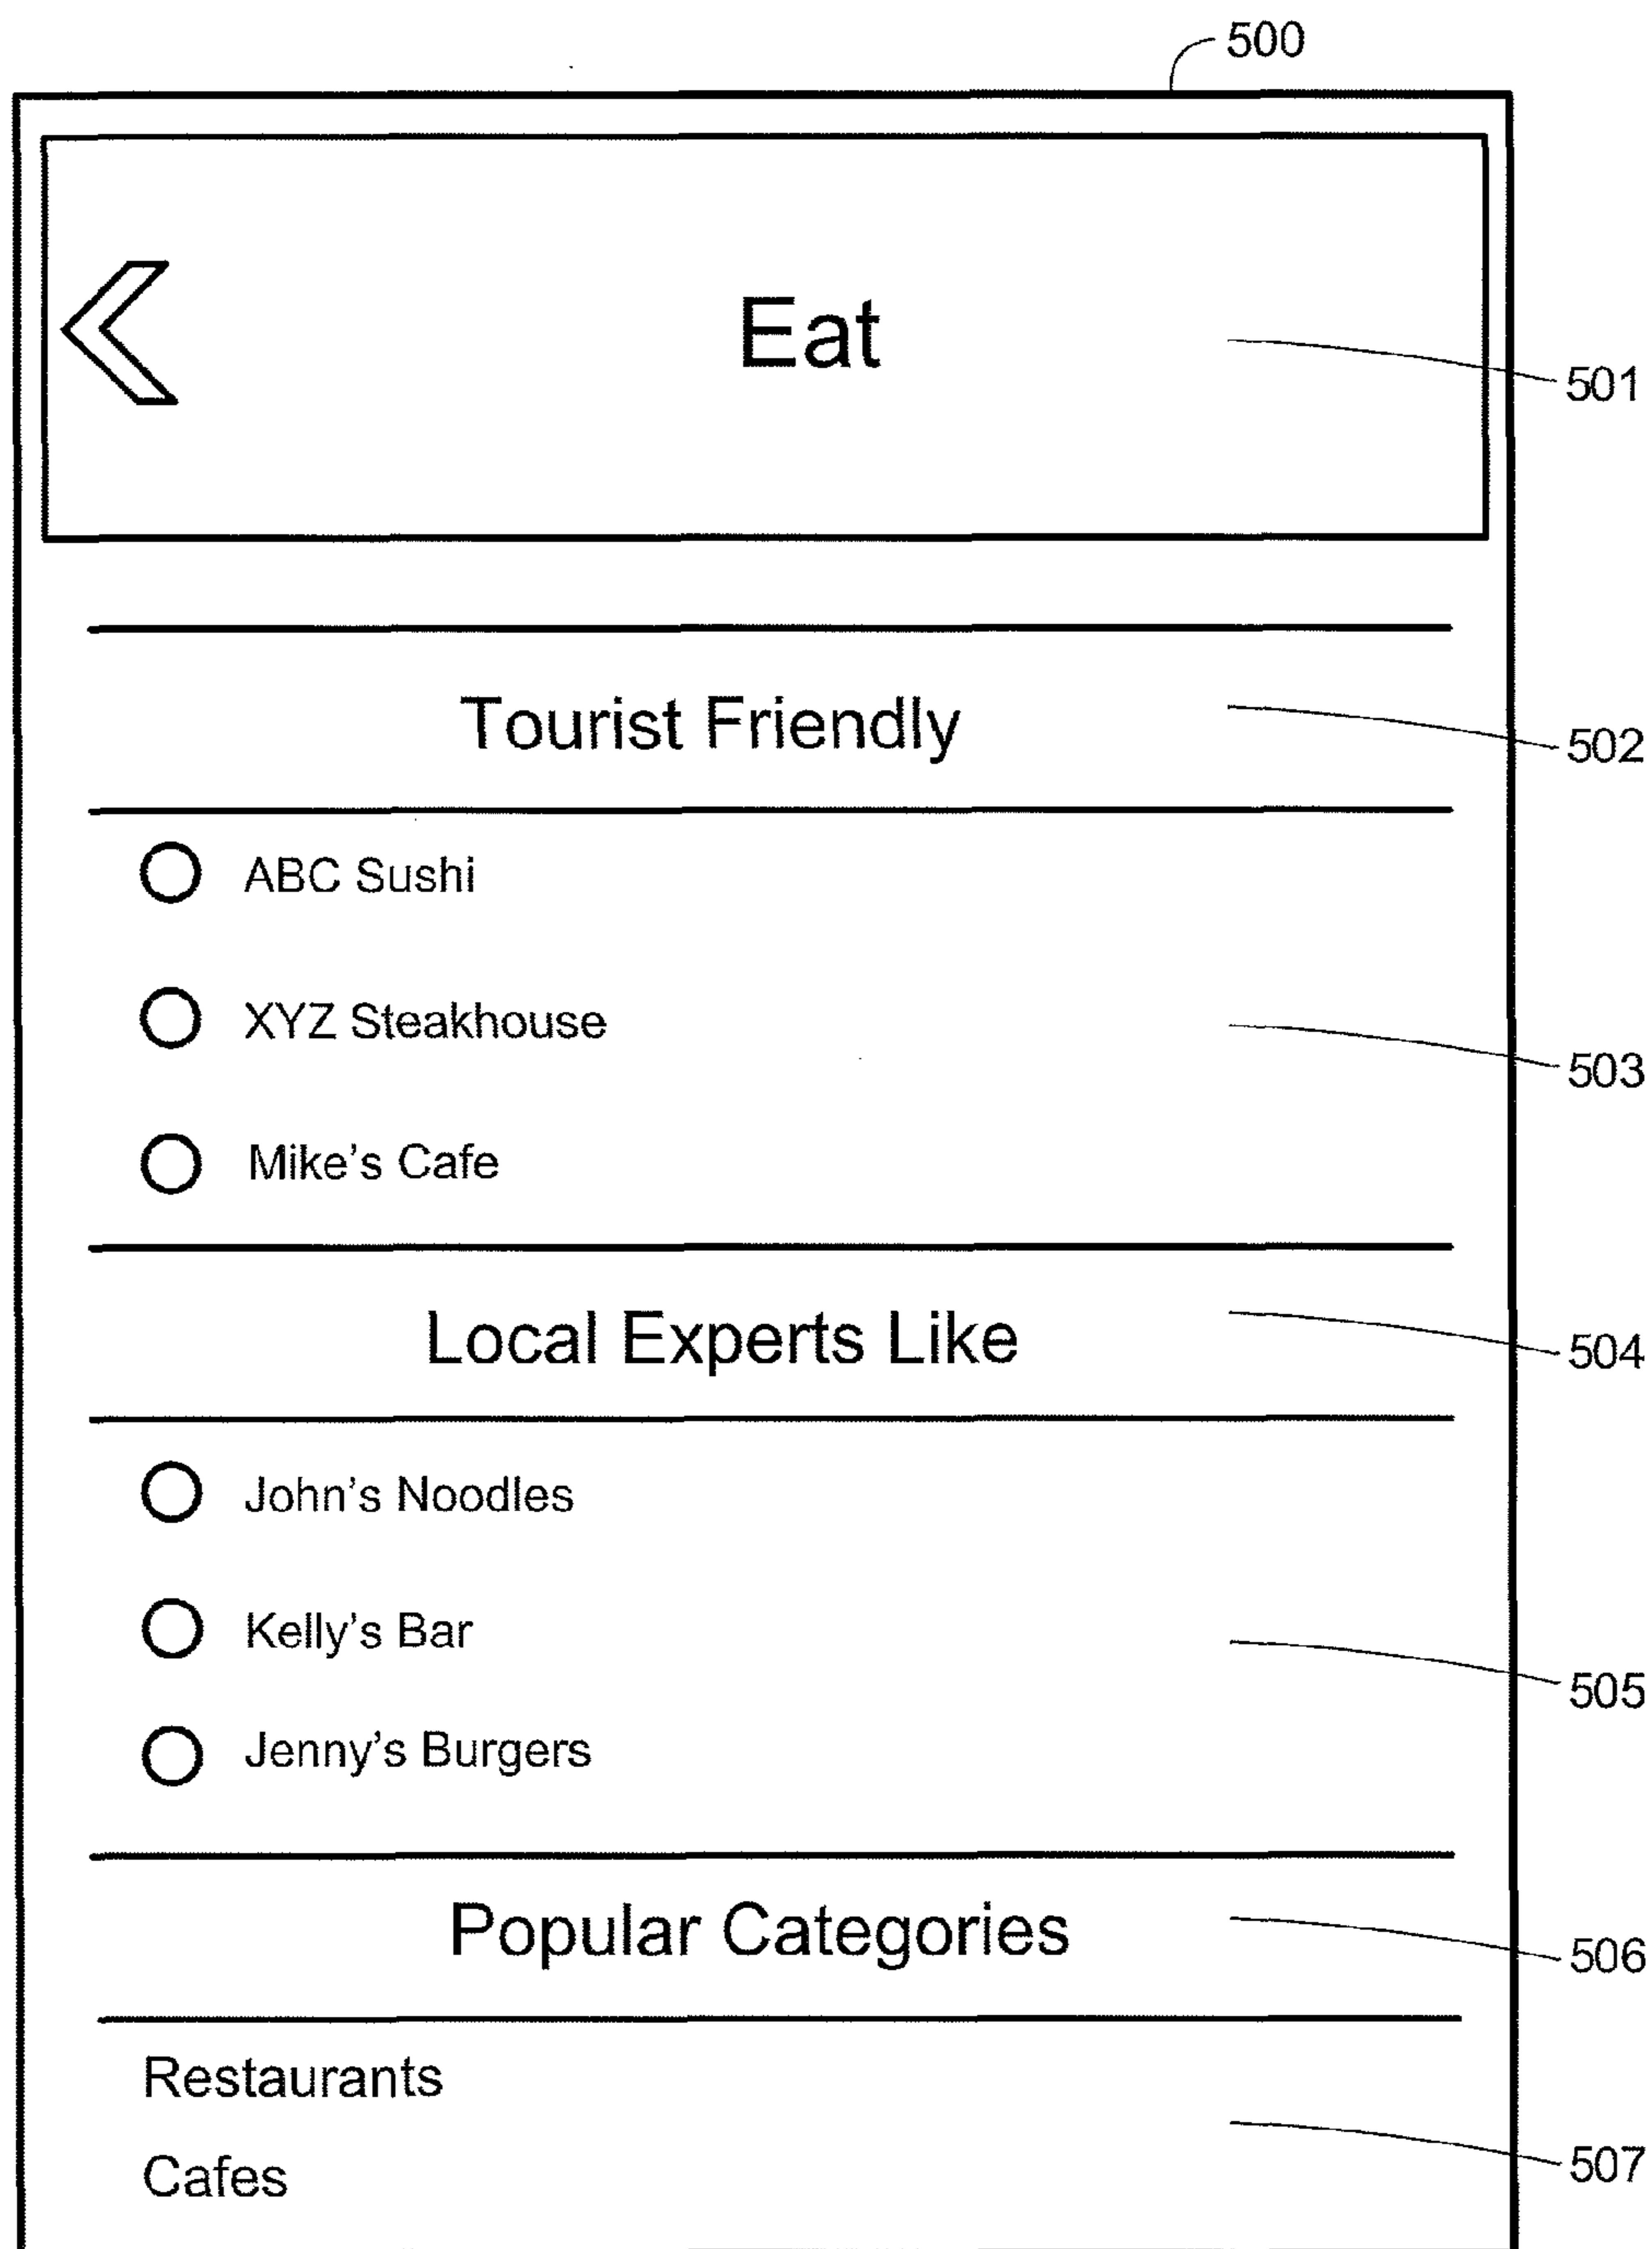 500
Eat
501
Tourist Friendly
502
ABC Sushi
XYZ Steakhouse
503
Mike's Cafe
Local Experts Like
504
John's Noodles
Kelly's Bar
505
Jenny's Burgers
Popular Categories
506
Restaurants
507
Cafes